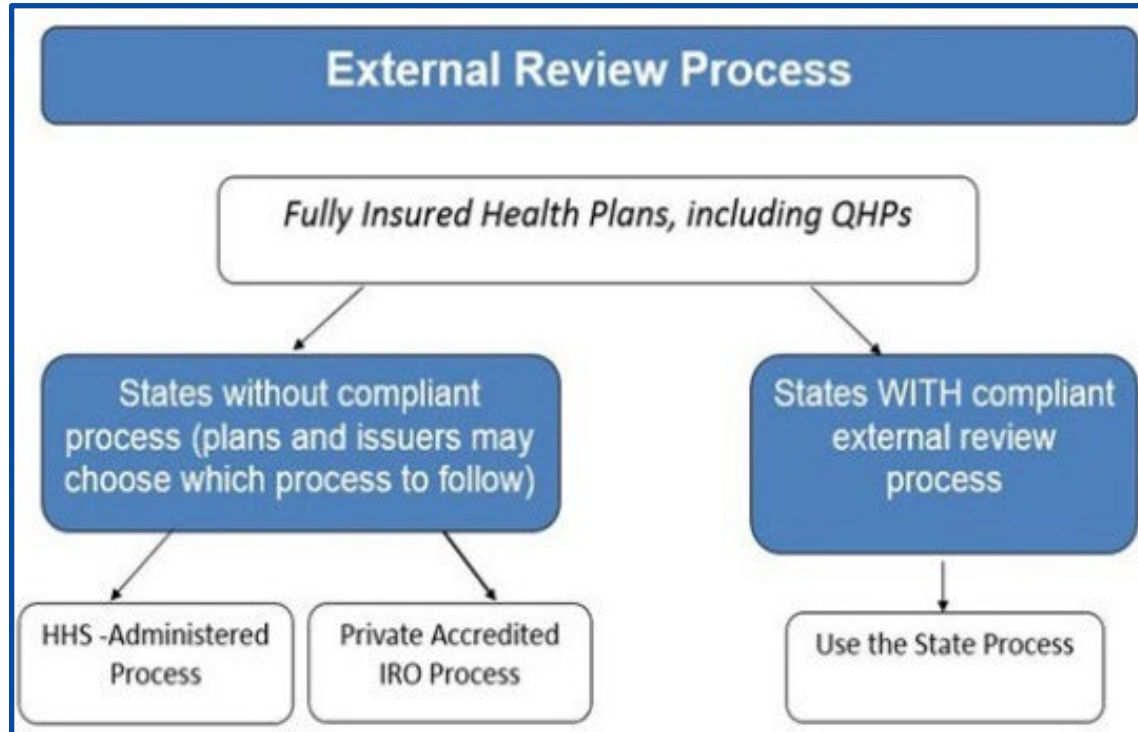 External Review Process
Fully Insured Health Plans, including QHPs
States without compliant
process (plans and issuers may
choose which process to follow)
States WITH compliant
external review
process
HHS -Administered
Process
Private Accredited
IRO Process
Use the State Process